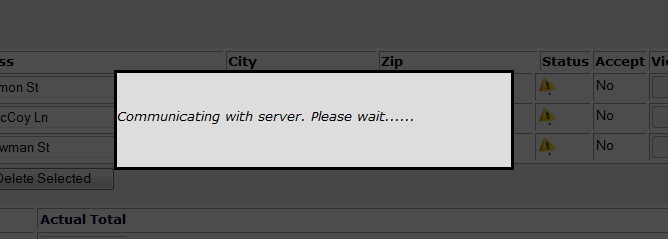 ss City Zip Status Accept Vie
mon St No
Communicating with server. Please wait......
cCoy Ln No
wman St No
Delete Selected
Actual Total